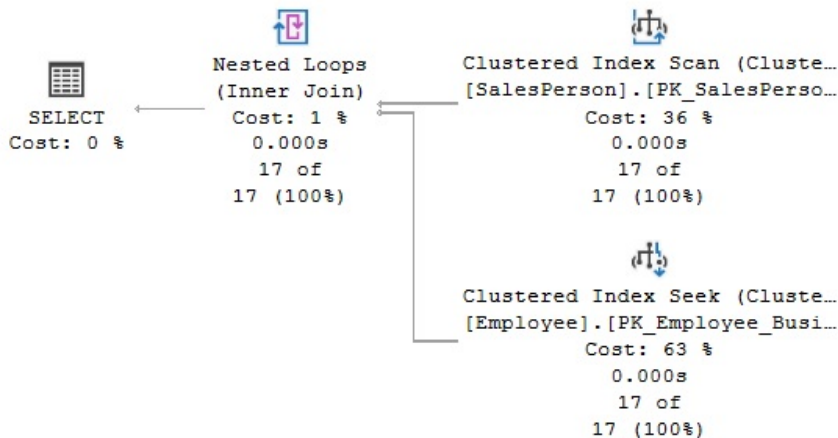 Nested Loops
(Inner Join)
Cost: 1 %
0.000s
17 of
17 (100%)
Clustered Index Scan (Cluste…
[SalesPerson].[PK_SalesPerso…
Cost: 36 %
0.000s
17 of
17 (100%)
SELECT
Cost: 0 %
Clustered Index Seek (Cluste…
[Employee].[PK_Employee_Busi…
Cost: 63 %
0.000s
17 of
17 (100%)